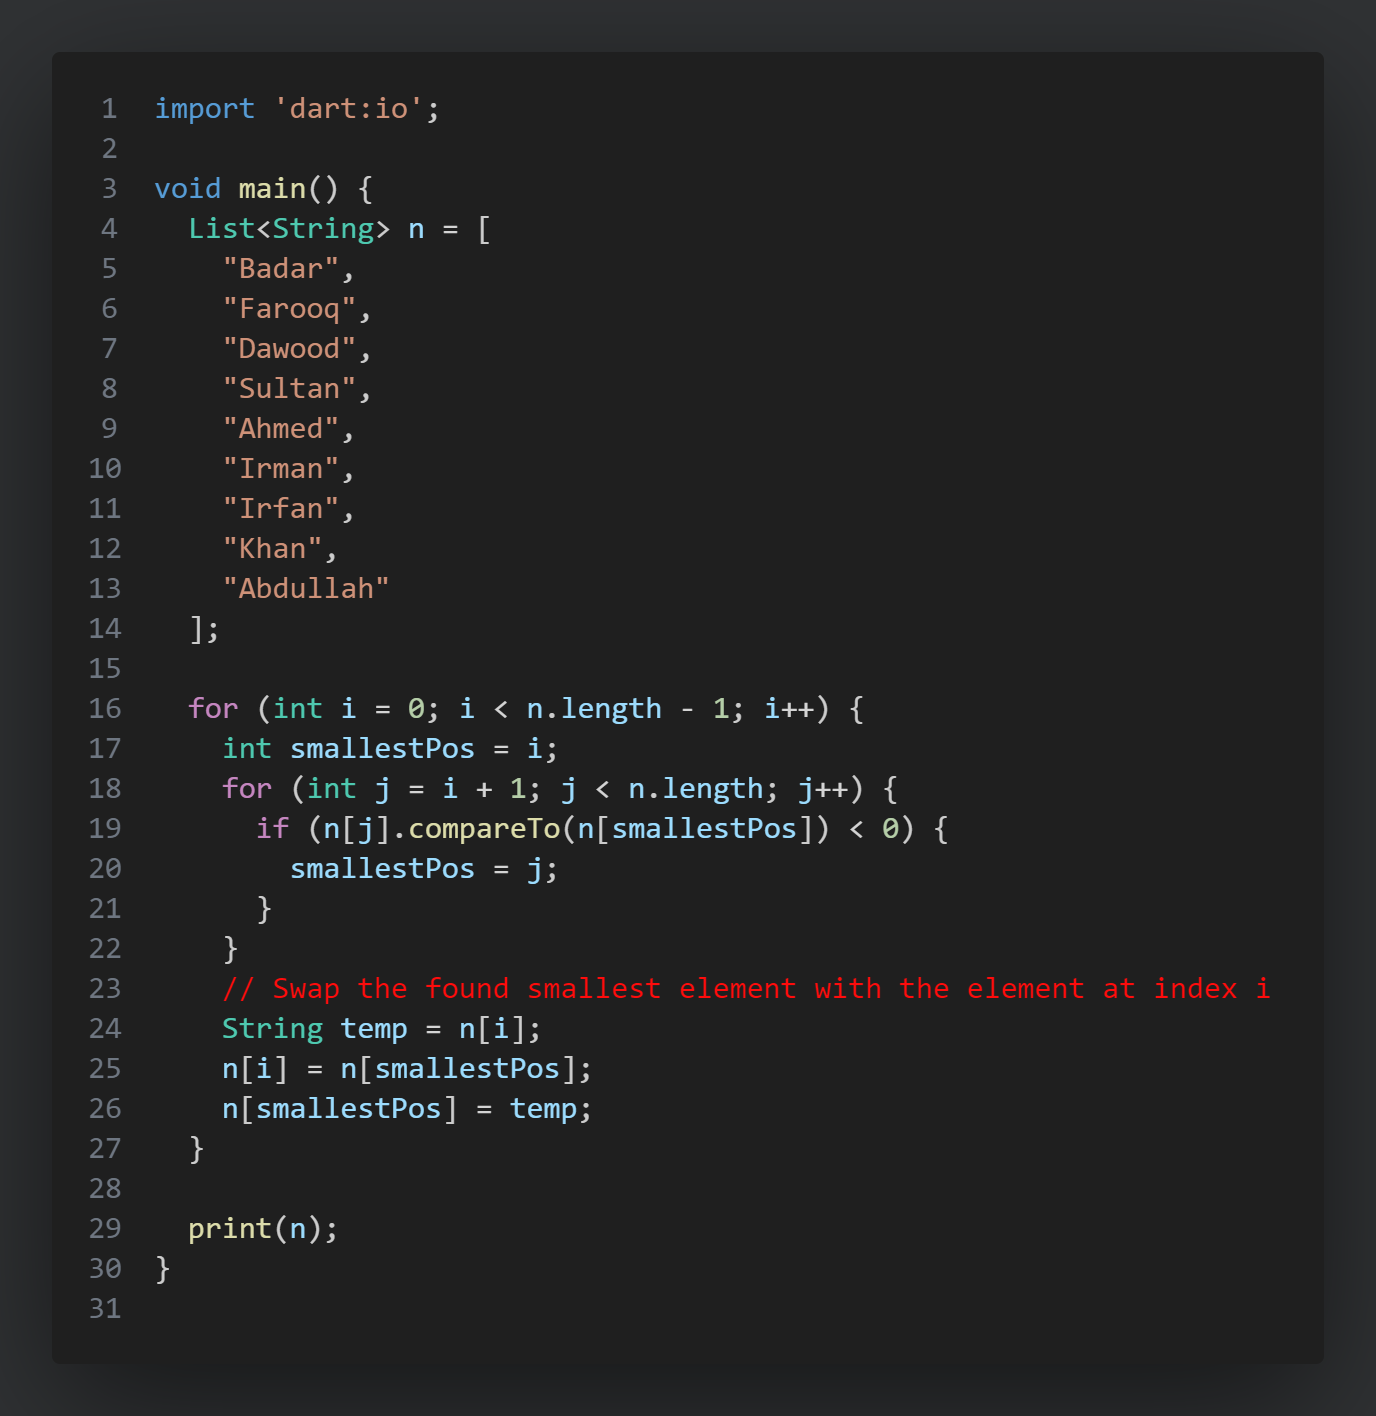 1 import 'dart:io';
2
3 void main() {
4   List<String> n = [
5     "Badar",
6     "Farooq",
7     "Dawood",
8     "Sultan",
9     "Ahmed",
10     "Irman",
11     "Irfan",
12     "Khan",
13     "Abdullah"
14   ];
15
16   for (int i = 0; i < n.length - 1; i++) {
17     int smallestPos = i;
18     for (int j = i + 1; j < n.length; j++) {
19       if (n[j].compareTo(n[smallestPos]) < 0) {
20         smallestPos = j;
21       }
22     }
23     // Swap the found smallest element with the element at index i
24     String temp = n[i];
25     n[i] = n[smallestPos];
26     n[smallestPos] = temp;
27   }
28
29   print(n);
30 }
31